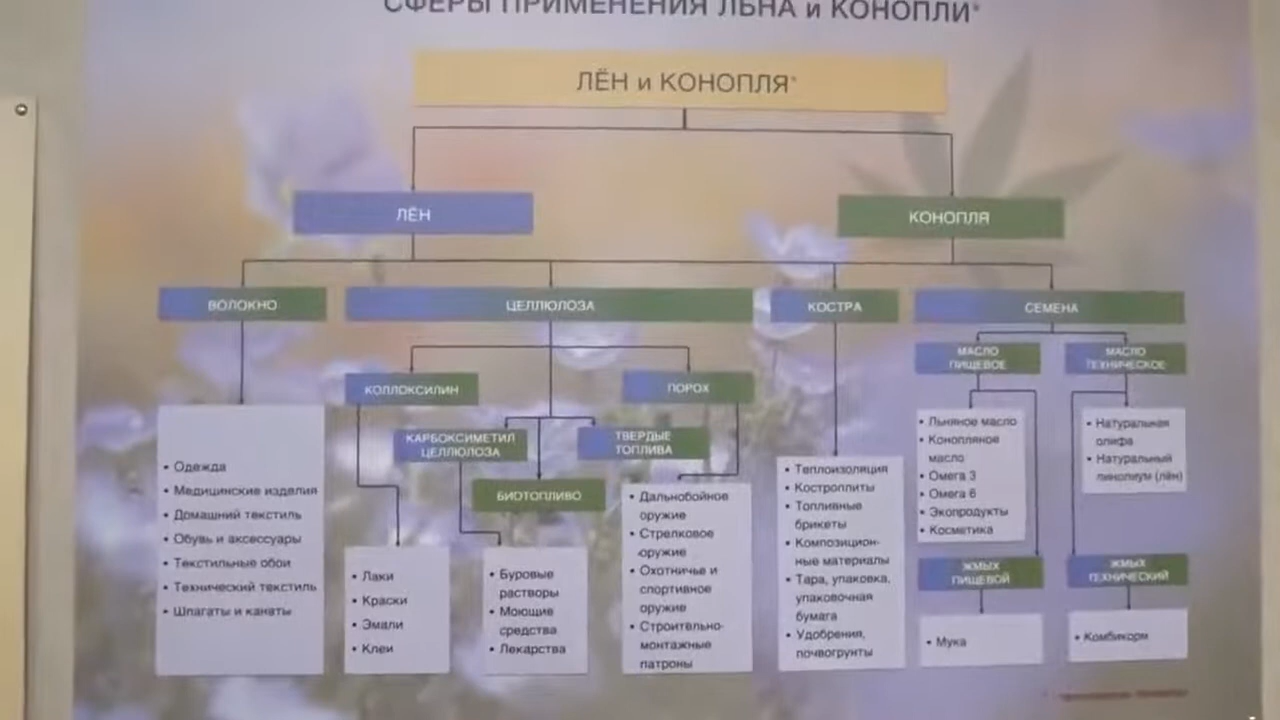 СФЕРЫ ПРИМЕНЕНИЯ ЛЬНА и КОНОПЛИ*
ЛЁН и КОНОПЛЯ*
ЛЁН
КОНОПЛЯ
ВОЛОКНО
ЦЕЛЛЮЛОЗА
КОСТРА
СЕМЕНА
МАСЛО
ПИЩЕВОЕ
МАСЛО
ТЕХНИЧЕСКОЕ
КОЛЛОКСИЛИН
ПОРОХ
КАРБОКСИМЕТИЛ
ЦЕЛЛЮЛОЗА
ТВЕРДЫЕ
ТОПЛИВА
БИОТОПЛИВО
• Одежда
• Медицинские изделия
• Домашний текстиль
• Обувь и аксессуары
• Текстильные обои
• Технический текстиль
• Шпагаты и канаты
• Лаки
• Краски
• Эмали
• Клеи
• Буровые
растворы
• Моющие
средства
• Лекарства
• Дальнобойное
оружие
• Стрелковое
оружие
• Охотничье и
спортивное
оружие
• Строительно-
монтажные
патроны
• Теплоизоляция
• Костроплиты
• Топливные
брикеты
• Композицион-
ные материалы
• Тара, упаковка,
упаковочная
бумага
• Удобрения,
почвогрунты
• Льняное масло
• Конопляное
масло
• Омега 3
• Омега 6
• Экопродукты
• Косметика
• Натуральная
олифа
• Натуральный
линолиум (лён)
ЖМЫХ
ПИЩЕВОЙ
ЖМЫХ
ТЕХНИЧЕСКИЙ
• Мука
• Комбикорм